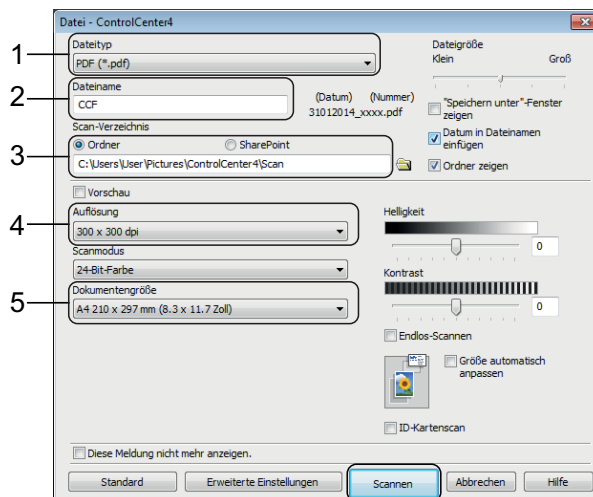 Datei - ControlCenter4
1
Dateityp
PDF (*.pdf)
Dateigröße
Klein Groß
2
Dateiname
CCF
(Datum) (Nummer)
31012014_xxxx.pdf
"Speichern unter"-Fenster
zeigen
Datum in Dateinamen
einfügen
Ordner zeigen
Scan-Verzeichnis
3
Ordner SharePoint
C:\Users\User\Pictures\ControlCenter4\Scan
Vorschau
4
Auflösung
300 x 300 dpi
Scanmodus
24-Bit-Farbe
5
Dokumentengröße
A4 210 x 297 mm (8.3 x 11.7 Zoll)
Helligkeit
0
Kontrast
0
Endlos-Scannen
Größe automatisch
anpassen
ID-Kartenscan
Diese Meldung nicht mehr anzeigen.
Standard Erweiterte Einstellungen Scannen Abbrechen Hilfe